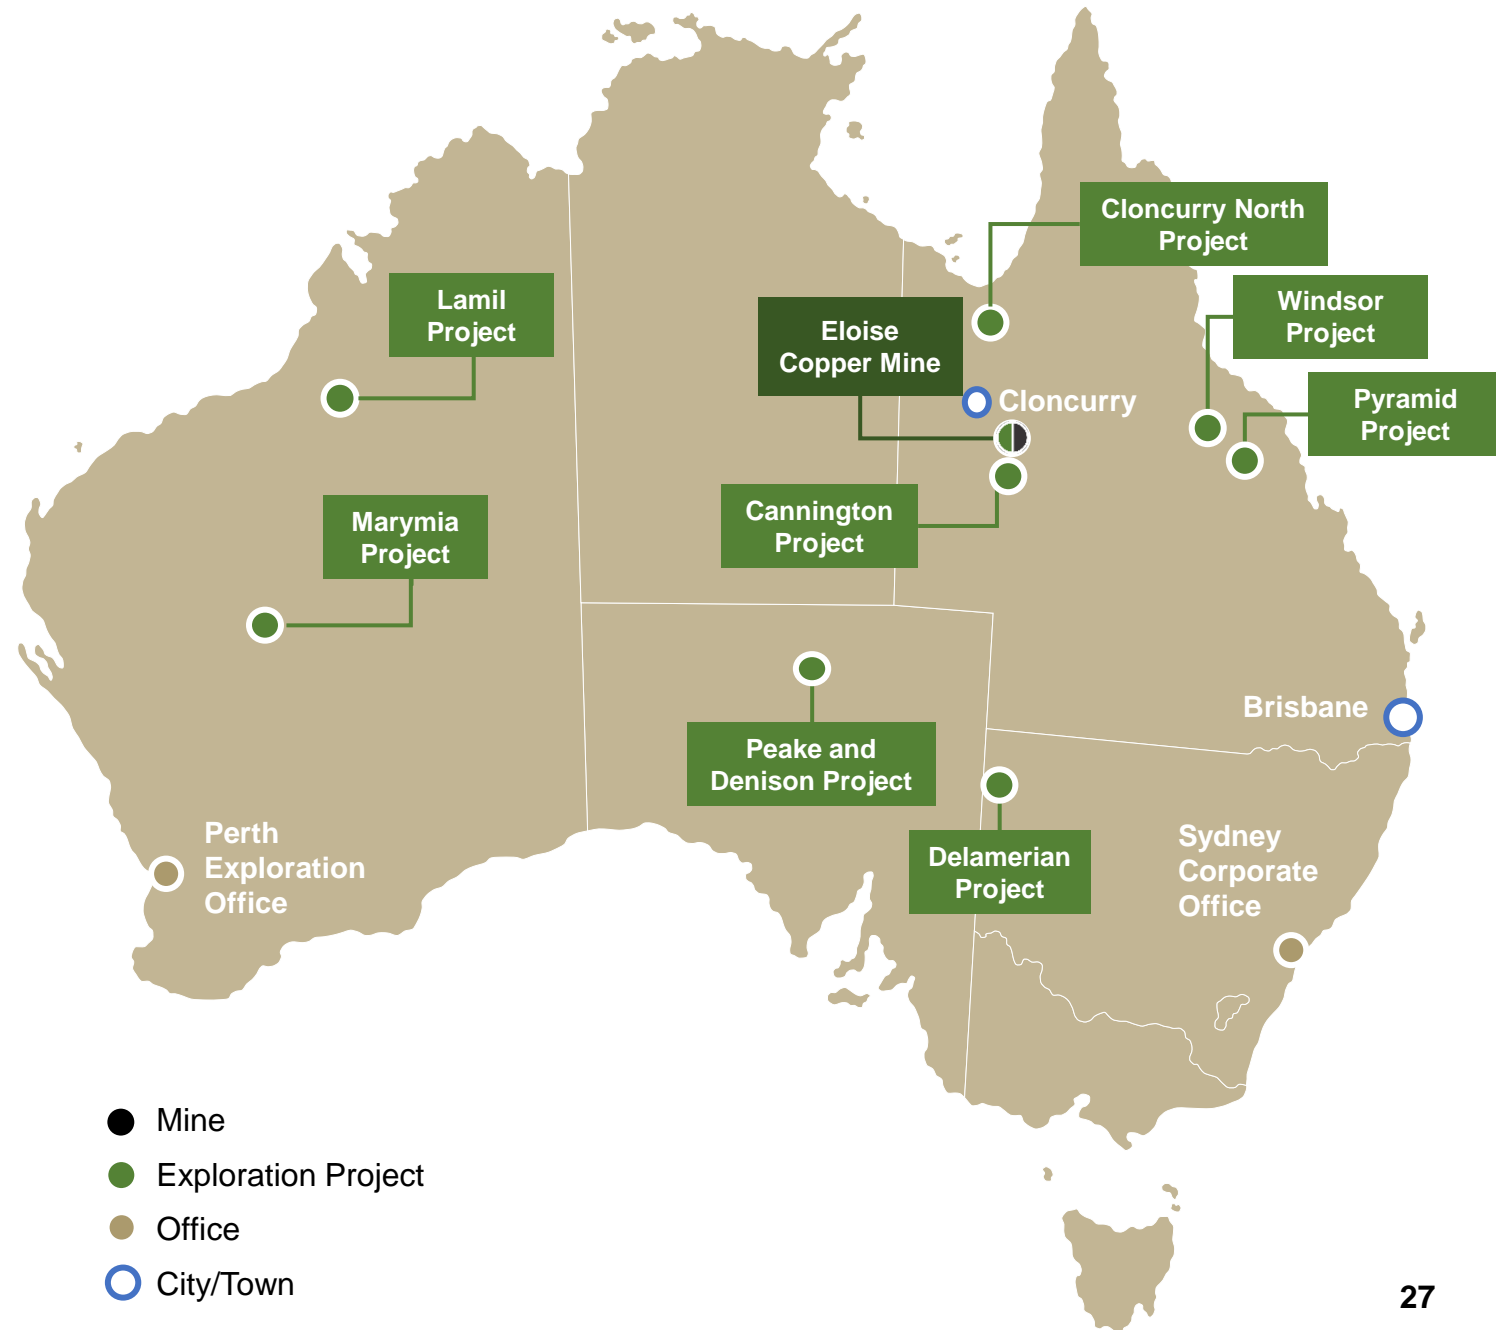 Cloncurry North
Project
Lamil
Project
Windsor
Project
Eloise
Copper Mine
Pyramid
Project
Cloncurry
Marymia
Project
Cannington
Project
Brisbane
Peake and
Denison Project
Perth
Exploration
Office
Delamerian
Project
Sydney
Corporate
Office
Mine
Exploration Project
Office
City/Town
27